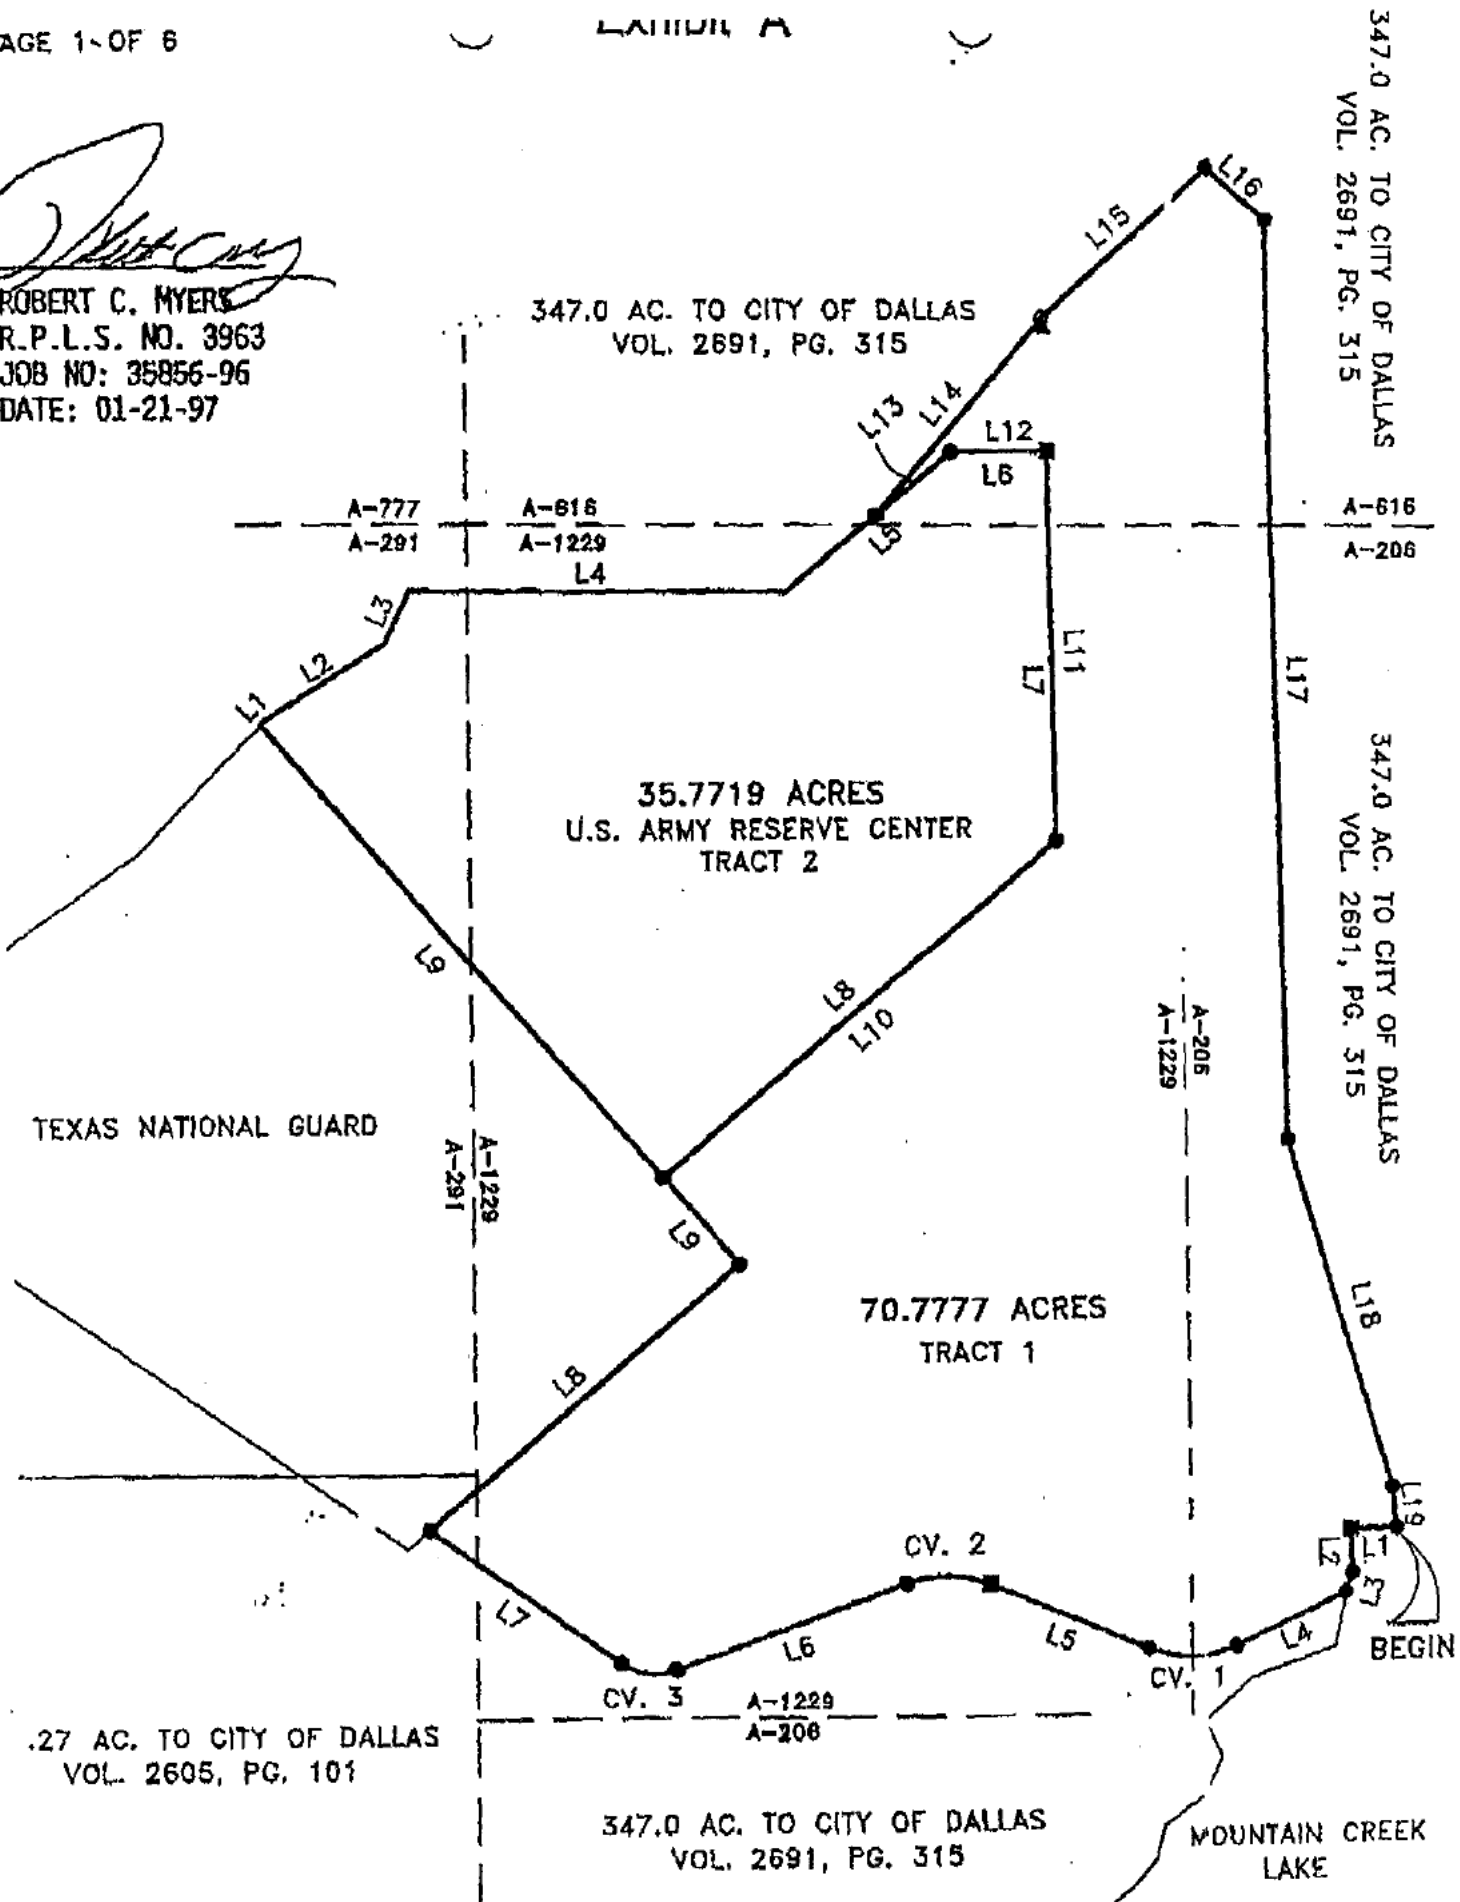 AGE 1 OF 6
EXHIBIT A
ROBERT C. MYERS
R.P.L.S. NO. 3963
JOB NO: 35856-96
DATE: 01-21-97
347.0 AC. TO CITY OF DALLAS
VOL. 2691, PG. 315
347.0 AC. TO CITY OF DALLAS
VOL. 2691, PG. 315
L16
L15
L14
L13
L12
L6
A-777
A-291
A-616
A-1229
A-616
A-206
L5
L4
L3
L2
L1
L11
L7
L17
35.7719 ACRES
U.S. ARMY RESERVE CENTER
TRACT 2
347.0 AC. TO CITY OF DALLAS
VOL. 2691, PG. 315
L9
L8
L10
A-206
A-1229
TEXAS NATIONAL GUARD
A-1229
A-291
L9
70.7777 ACRES
TRACT 1
L18
L8
L19
L1
L2
L3
CV. 2
L7
L6
L5
L4
BEGIN
CV. 3
CV. 1
A-1229
A-206
.27 AC. TO CITY OF DALLAS
VOL. 2605, PG. 101
347.0 AC. TO CITY OF DALLAS
VOL. 2691, PG. 315
MOUNTAIN CREEK
LAKE